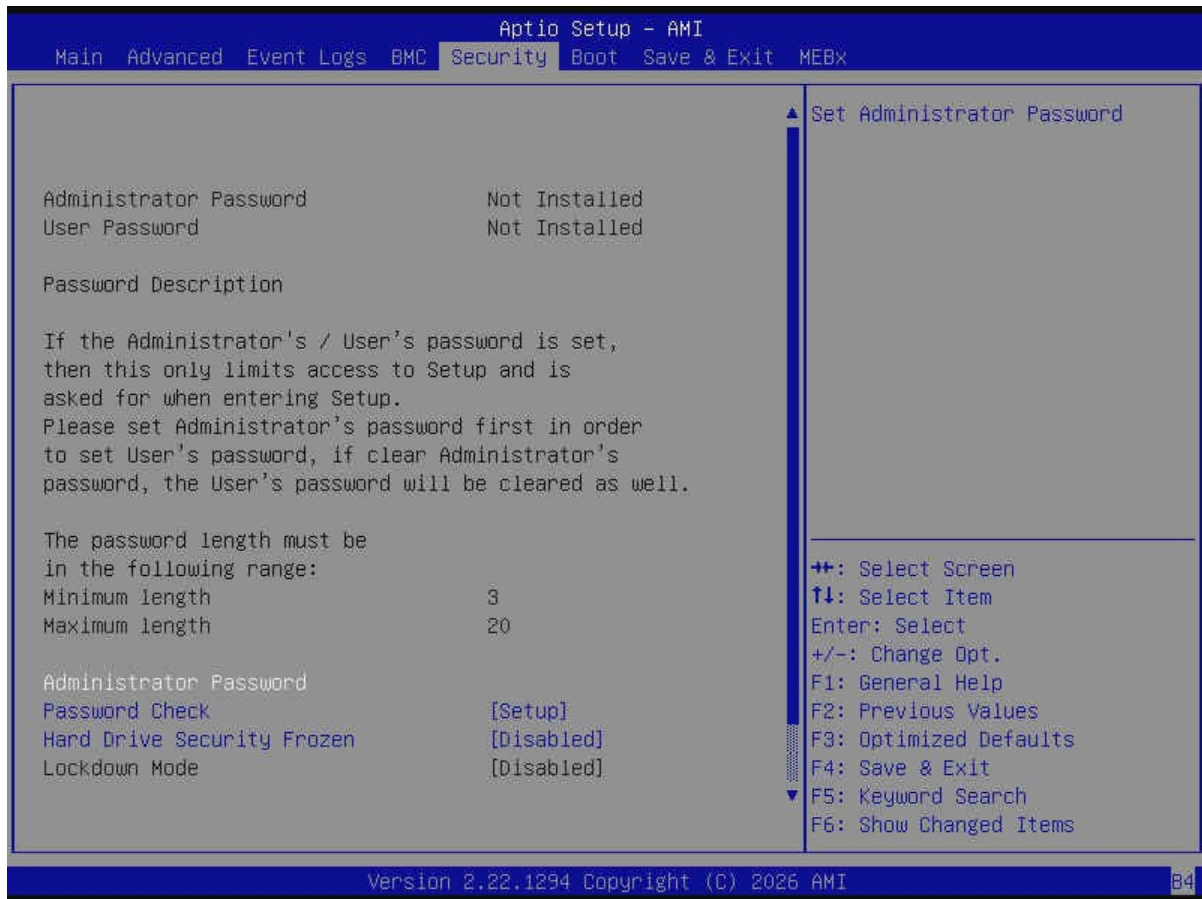 Aptio Setup - AMI
Main Advanced Event Logs BMC Security Boot Save & Exit MEBx
Administrator Password Not Installed
User Password Not Installed
Password Description
If the Administrator's / User's password is set,
then this only limits access to Setup and is
asked for when entering Setup.
Please set Administrator's password first in order
to set User's password, if clear Administrator's
password, the User's password will be cleared as well.
The password length must be
in the following range:
Minimum length 3
Maximum length 20
Administrator Password
Password Check [Setup]
Hard Drive Security Frozen [Disabled]
Lockdown Mode [Disabled]
Set Administrator Password
→←: Select Screen
↑↓: Select Item
Enter: Select
+/-: Change Opt.
F1: General Help
F2: Previous Values
F3: Optimized Defaults
F4: Save & Exit
F5: Keyword Search
F6: Show Changed Items
Version 2.22.1294 Copyright (C) 2026 AMI
B4